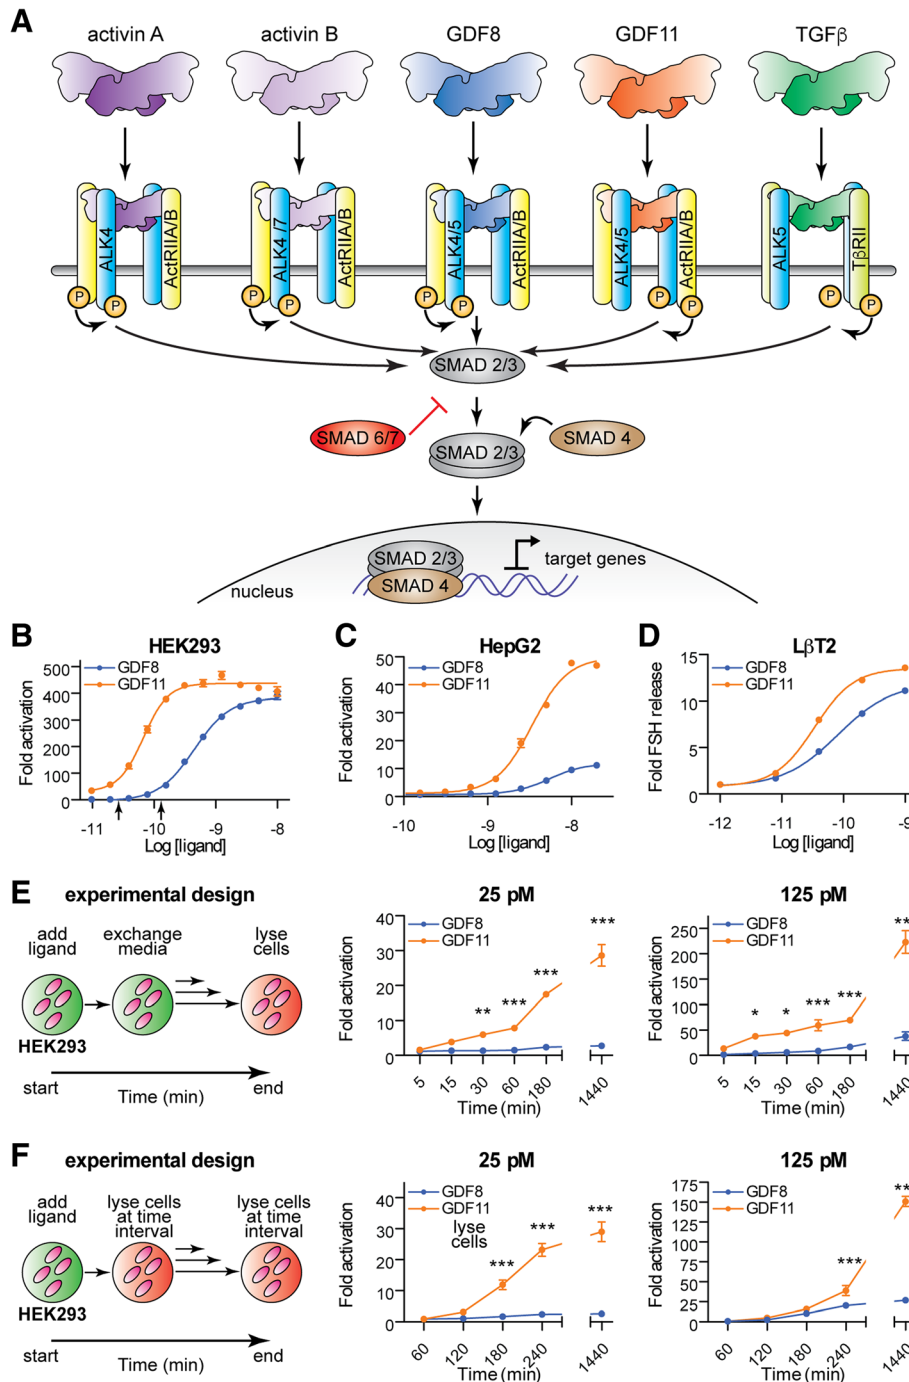 A
activin A activin B GDF8 GDF11 TGFβ
ALK4 ActRIIA/B ALK4 /7 ActRIIA/B ALK4/5 ActRIIA/B ALK4/5 ActRIIA/B ALK5 TβRII
P P P P P P P P P P
SMAD 2/3
SMAD 6/7 SMAD 2/3 SMAD 4
SMAD 2/3
SMAD 4
nucleus
target genes
B HEK293
GDF8
GDF11
Fold activation
500
400
300
200
100
0
-11 -10 -9 -8
Log [ligand]
C HepG2
GDF8
GDF11
Fold activation
50
40
30
20
10
0
-10 -9 -8
Log [ligand]
D LβT2
GDF8
GDF11
Fold FSH release
15
10
5
0
-12 -11 -10 -9
Log [ligand]
E experimental design
add
ligand
exchange
media
lyse
cells
HEK293
start Time (min) end
25 pM
GDF8
GDF11
Fold activation
40
30
20
10
0
** *** *** ***
5 15 30 60 180 1440
Time (min)
125 pM
GDF8
GDF11
Fold activation
250
200
150
100
50
0
* * *** *** **
5 15 30 60 180 1440
Time (min)
F experimental design
add
ligand
lyse cells
at time
interval
lyse cells
at time
interval
HEK293
start Time (min) end
25 pM
GDF8
GDF11
lyse
cells
Fold activation
40
30
20
10
0
*** *** ***
60 120 180 240 1440
Time (min)
125 pM
GDF8
GDF11
Fold activation
175
150
125
100
75
50
25
0
*** **
60 120 180 240 1440
Time (min)